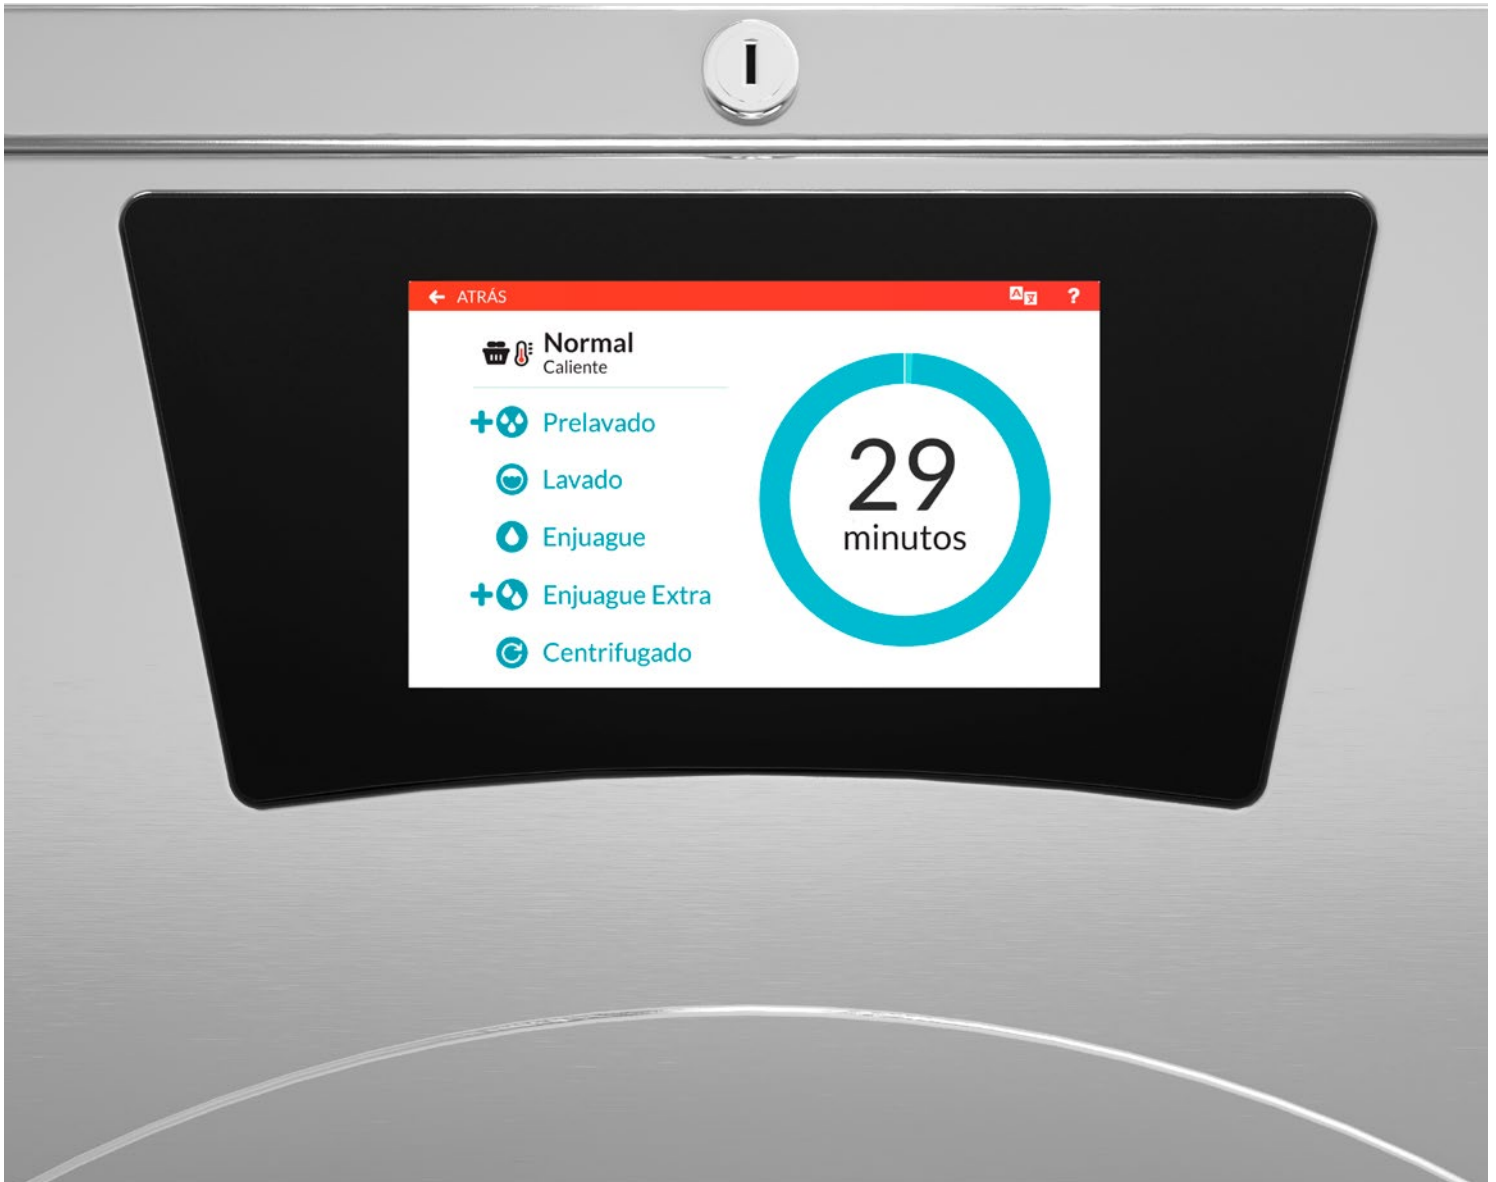 ATRÁS
?
Normal
Caliente
Prelavado
Lavado
Enjuague
Enjuague Extra
Centrifugado
29
minutos